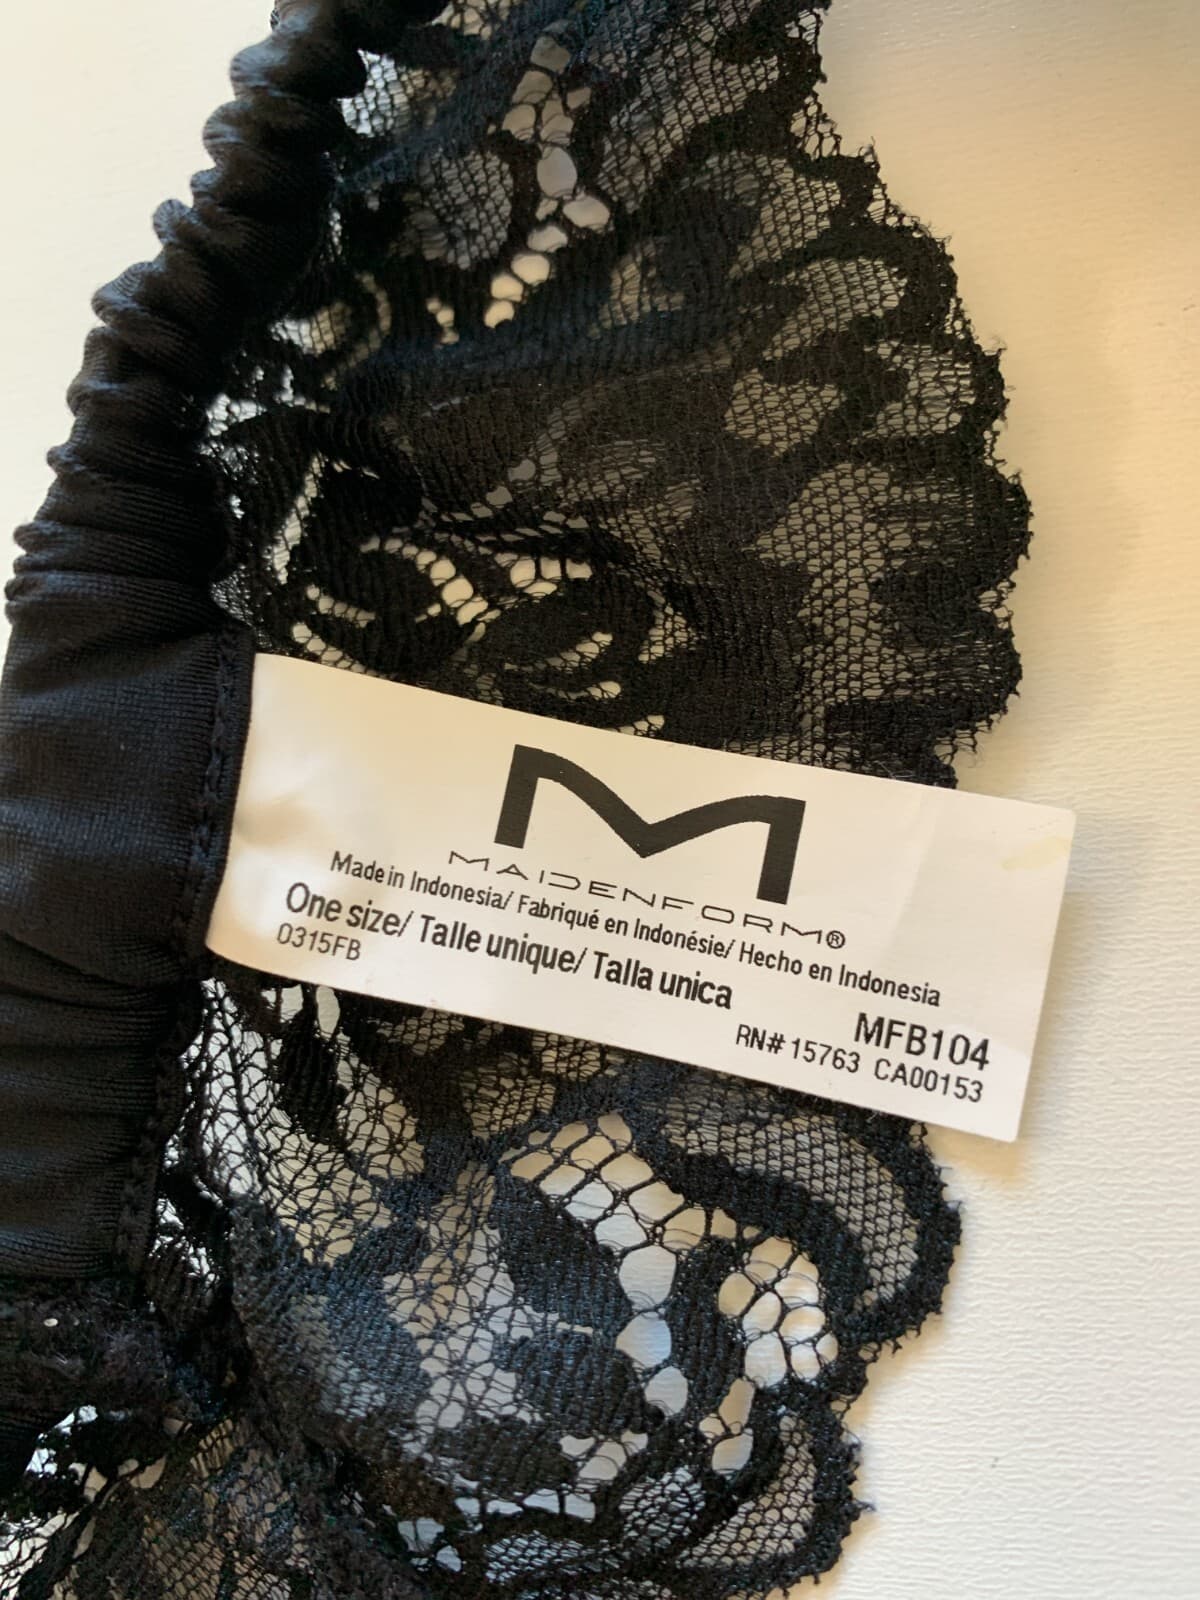 M
MAIDENFORM®
Made in Indonesia/ Fabriqué en Indonésie/ Hecho en Indonesia
One size/ Talle unique/ Talla unica
0315FB
MFB104
RN# 15763 CA00153